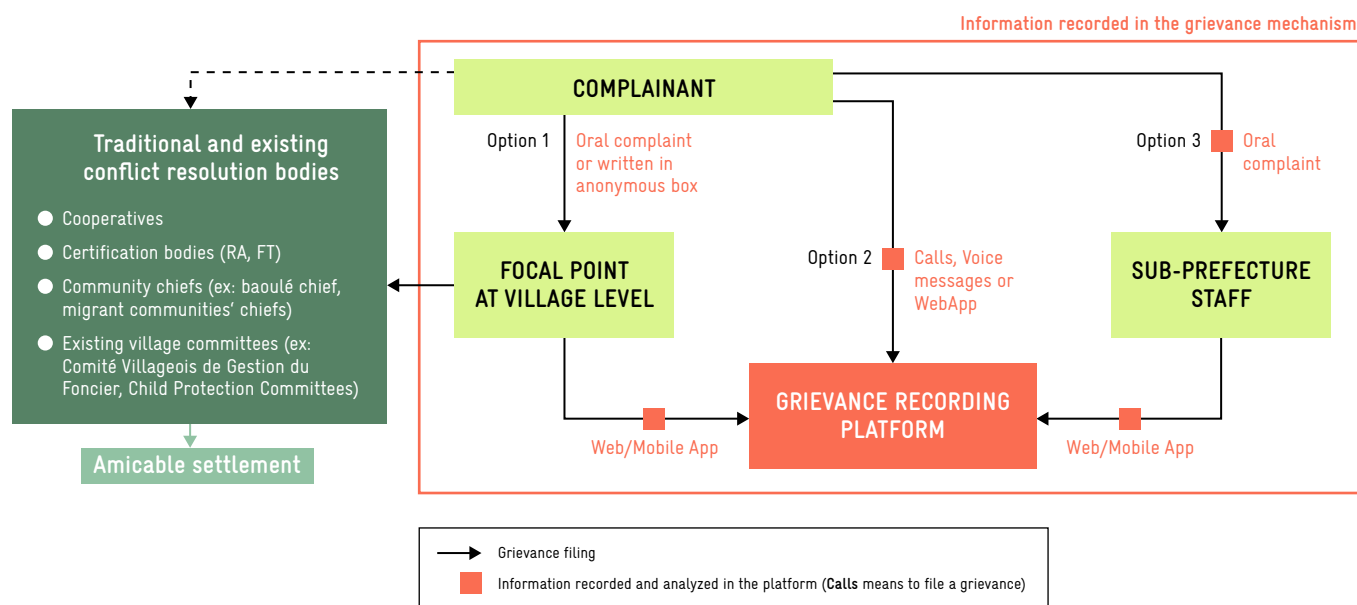 Information recorded in the grievance mechanism
COMPLAINANT
Traditional and existing
conflict resolution bodies
Cooperatives
Certification bodies (RA, FT)
Community chiefs (ex: baoulé chief,
migrant communities' chiefs)
Existing village committees (ex:
Comité Villageois de Gestion du
Foncier, Child Protection Committees)
Amicable settlement
Option 1
Oral complaint
or written in
anonymous box
FOCAL POINT
AT VILLAGE LEVEL
Web/Mobile App
Option 2
Calls, Voice
messages or
WebApp
GRIEVANCE RECORDING
PLATFORM
Option 3
Oral
complaint
SUB-PREFECTURE
STAFF
Web/Mobile App
Grievance filing
Information recorded and analyzed in the platform (Calls means to file a grievance)